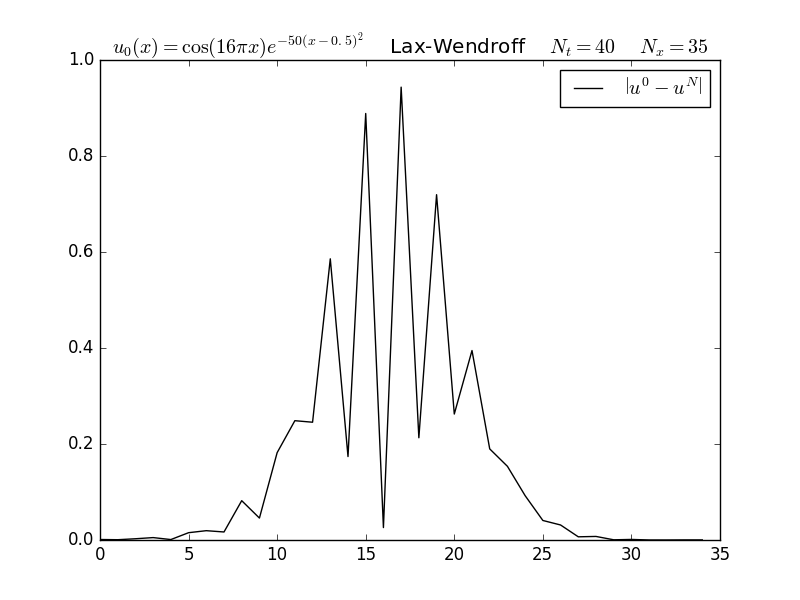 u_0(x) = cos(16πx)e^{-50(x-0.5)^2} Lax-Wendroff N_t = 40 N_x = 35
|u^0 - u^N|
1.0
0.8
0.6
0.4
0.2
0.0
0 5 10 15 20 25 30 35